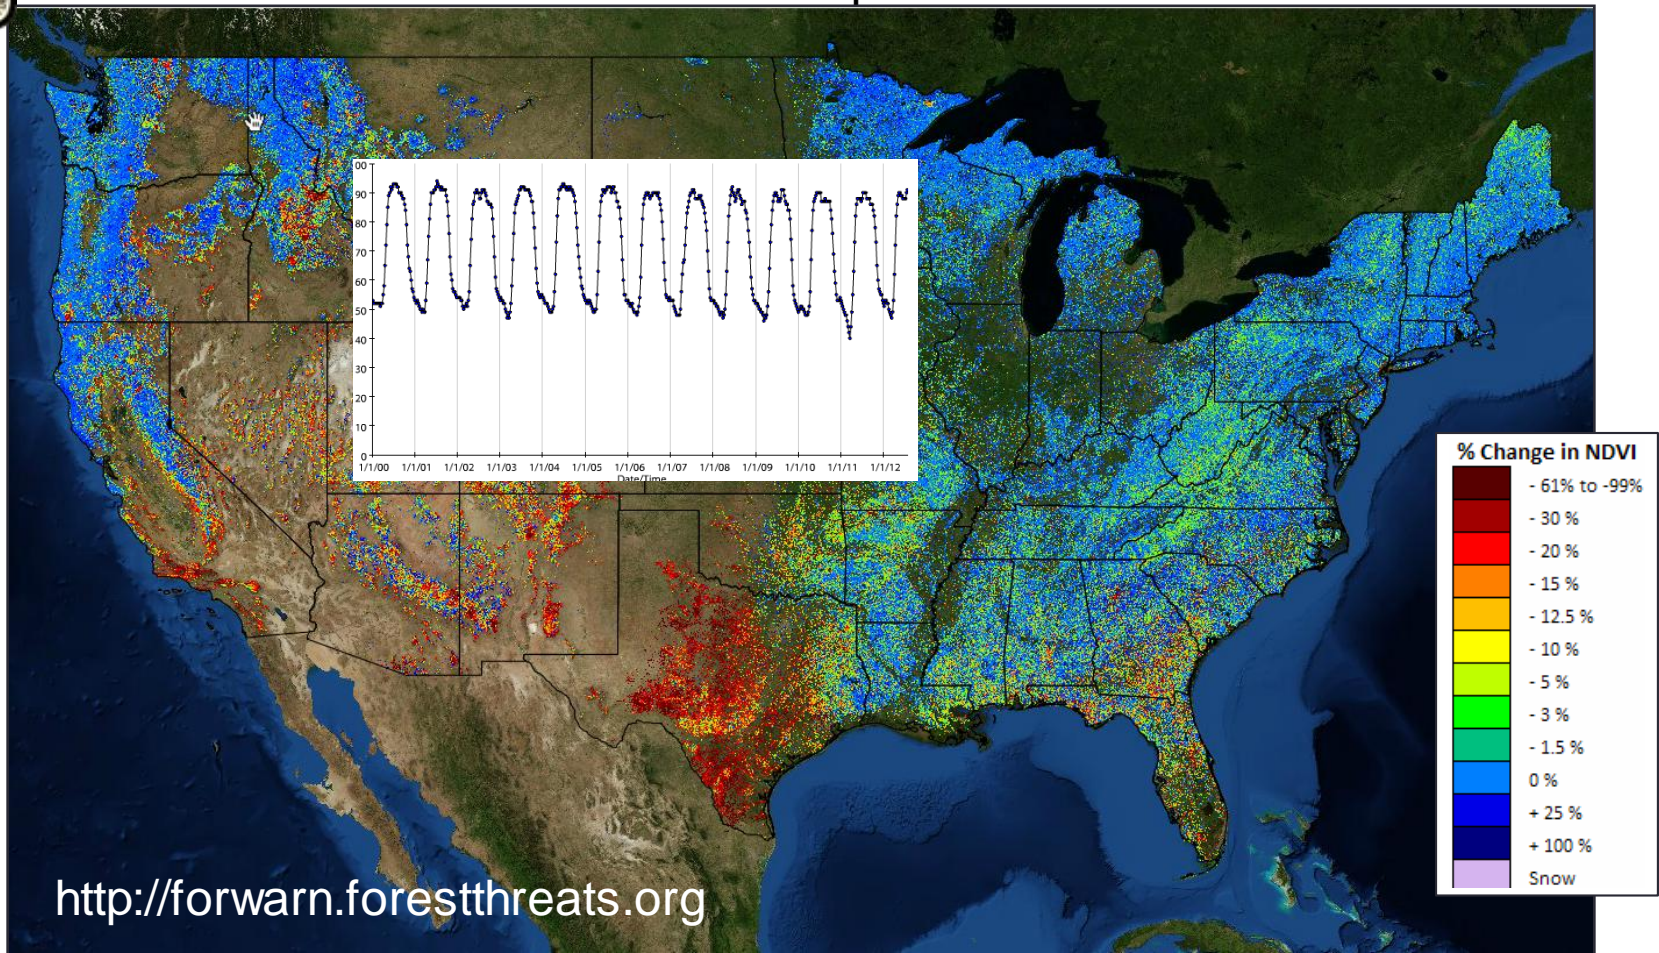 00
90
80
70
60
50
40
30
20
10
0
1/1/00 1/1/01 1/1/02 1/1/03 1/1/04 1/1/05 1/1/06 1/1/07 1/1/08 1/1/09 1/1/10 1/1/11 1/1/12
Date/Time
% Change in NDVI
- 61% to -99%
- 30 %
- 20 %
- 15 %
- 12.5 %
- 10 %
- 5 %
- 3 %
- 1.5 %
0 %
+ 25 %
+ 100 %
Snow
http://forwarn.forestthreats.org